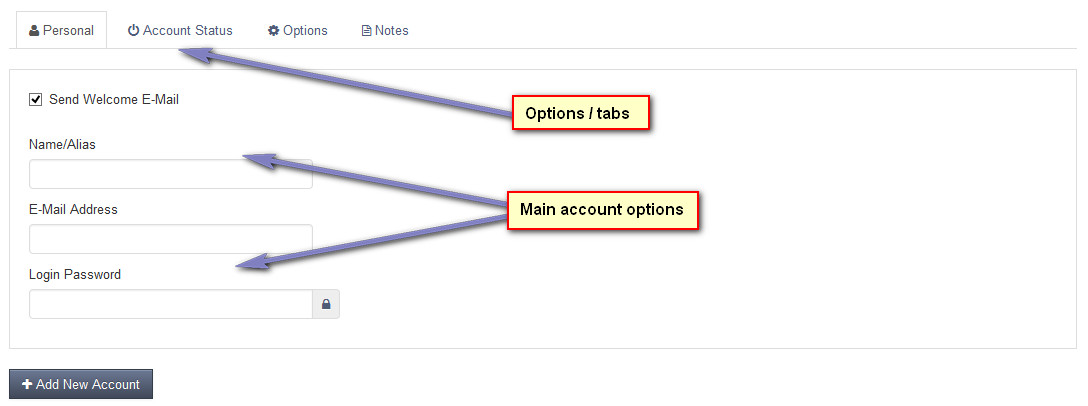 Personal Account Status Options Notes
Send Welcome E-Mail
Options / tabs
Name/Alias
Main account options
E-Mail Address
Login Password
Add New Account